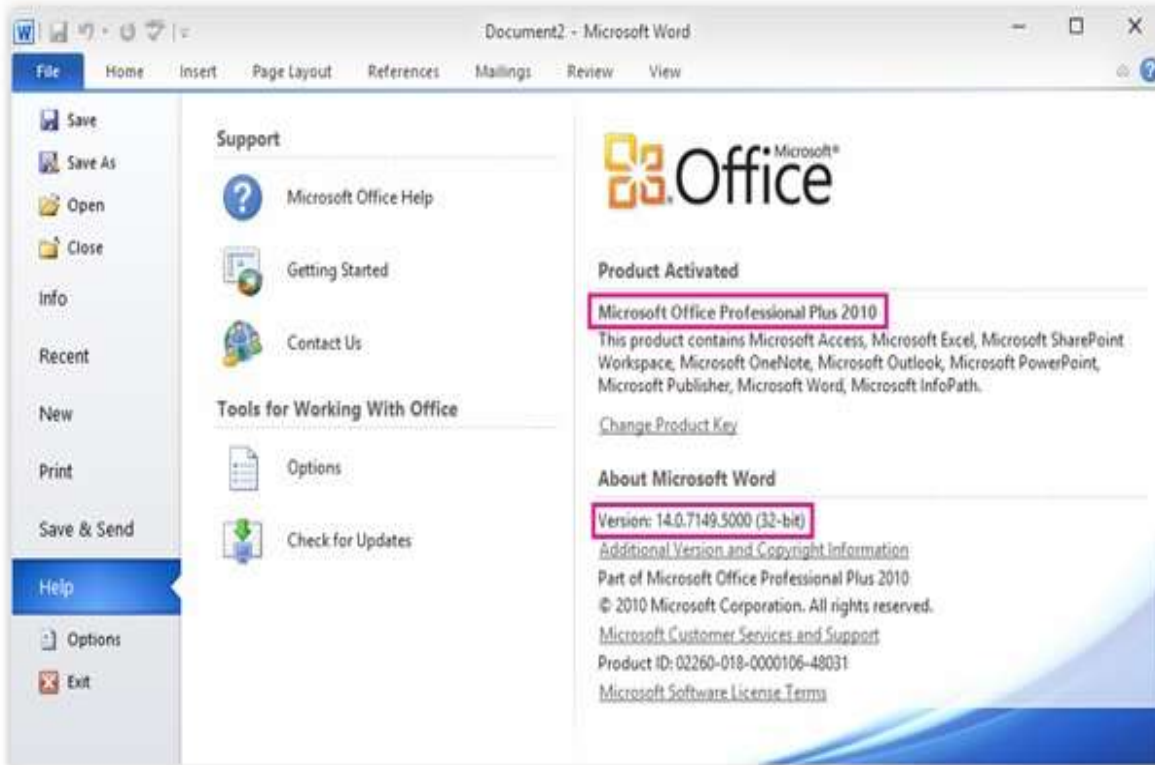 Document2 - Microsoft Word
File Home Insert Page Layout References Mailings Review View
Save
Save As
Open
Close
Info
Recent
New
Print
Save & Send
Help
Options
Exit
Support
Microsoft Office Help
Getting Started
Contact Us
Tools for Working With Office
Options
Check for Updates
Microsoft®
Office
Product Activated
Microsoft Office Professional Plus 2010
This product contains Microsoft Access, Microsoft Excel, Microsoft SharePoint
Workspace, Microsoft OneNote, Microsoft Outlook, Microsoft PowerPoint,
Microsoft Publisher, Microsoft Word, Microsoft InfoPath.
Change Product Key
About Microsoft Word
Version: 14.0.7149.5000 (32-bit)
Additional Version and Copyright Information
Part of Microsoft Office Professional Plus 2010
© 2010 Microsoft Corporation. All rights reserved.
Microsoft Customer Services and Support
Product ID: 02260-018-0000106-48031
Microsoft Software License Terms